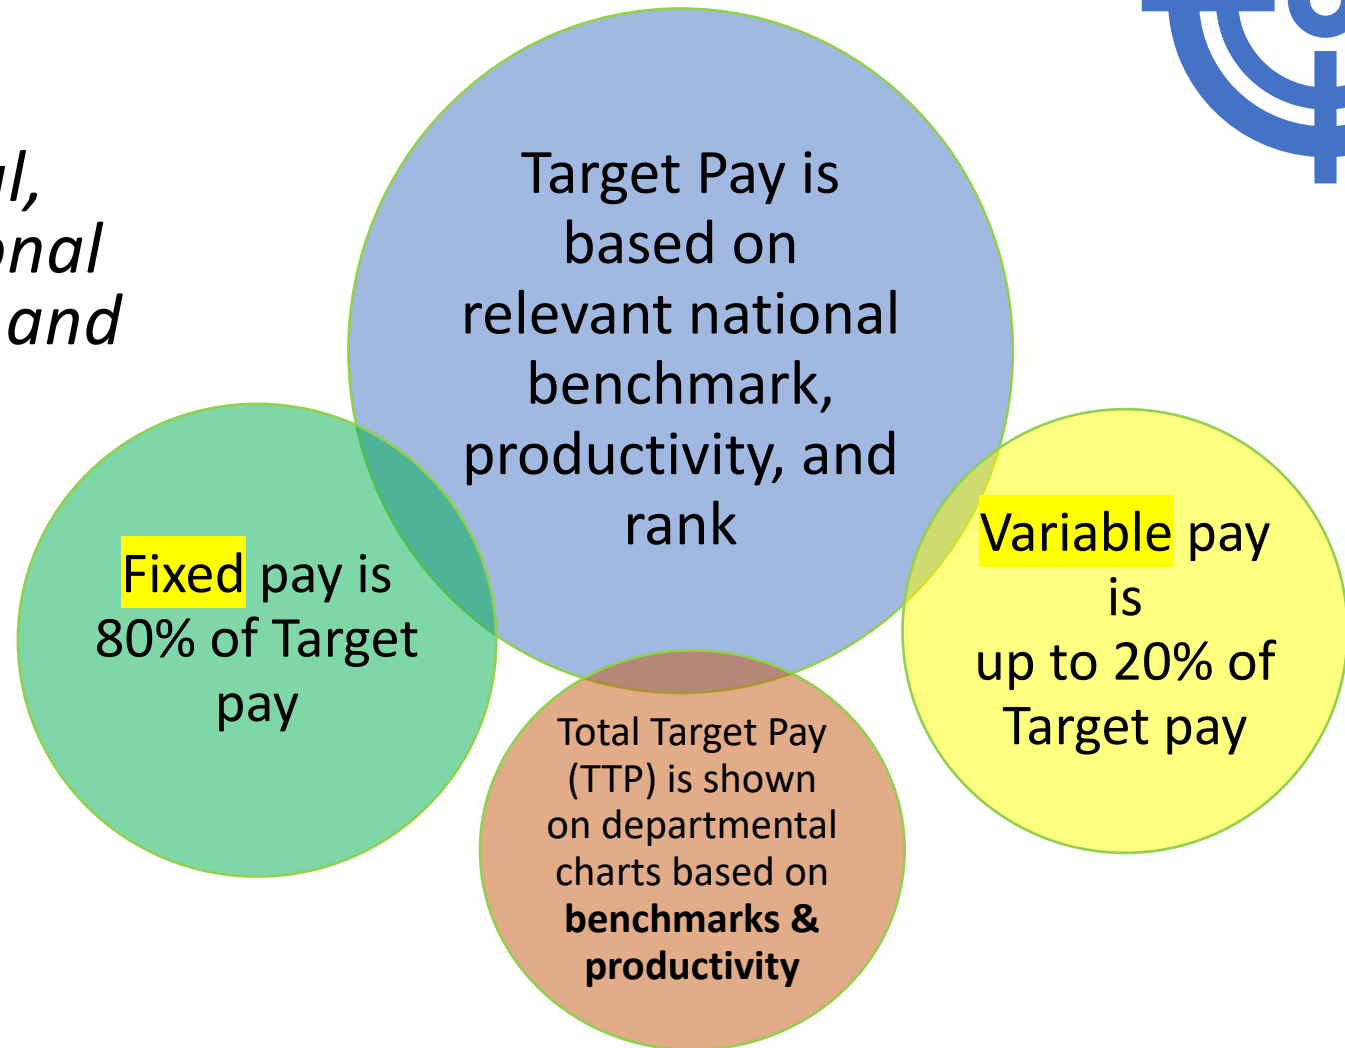 and
Target Pay is
based on
relevant national
benchmark,
productivity, and
rank
Fixed pay is
80% of Target
pay
Variable pay
is
up to 20% of
Target pay
Total Target Pay
(TTP) is shown
on departmental
charts based on
benchmarks &
productivity